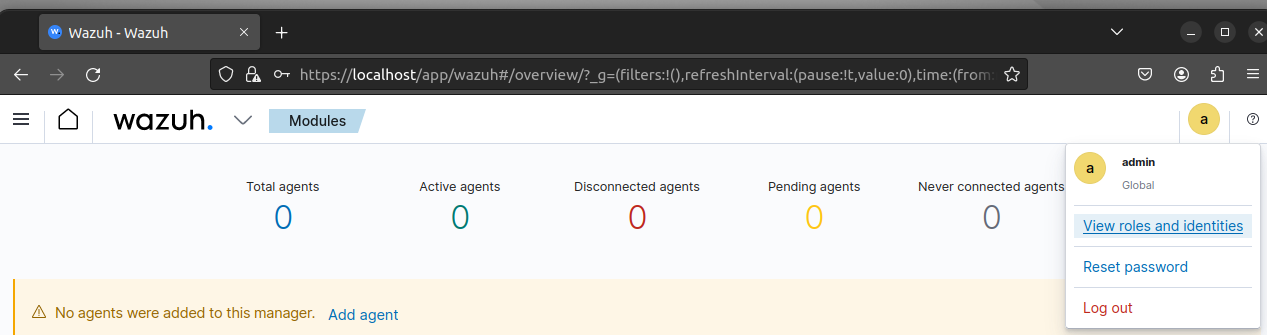 Wazuh - Wazuh
https://localhost/app/wazuh#/overview/?_g=(filters:!(),refreshInterval:(pause:!t,value:0),time:(from:
wazuh. Modules a
Total agents Active agents Disconnected agents Pending agents Never connected agents
0 0 0 0 0
a admin
Global
View roles and identities
Reset password
Log out
No agents were added to this manager. Add agent